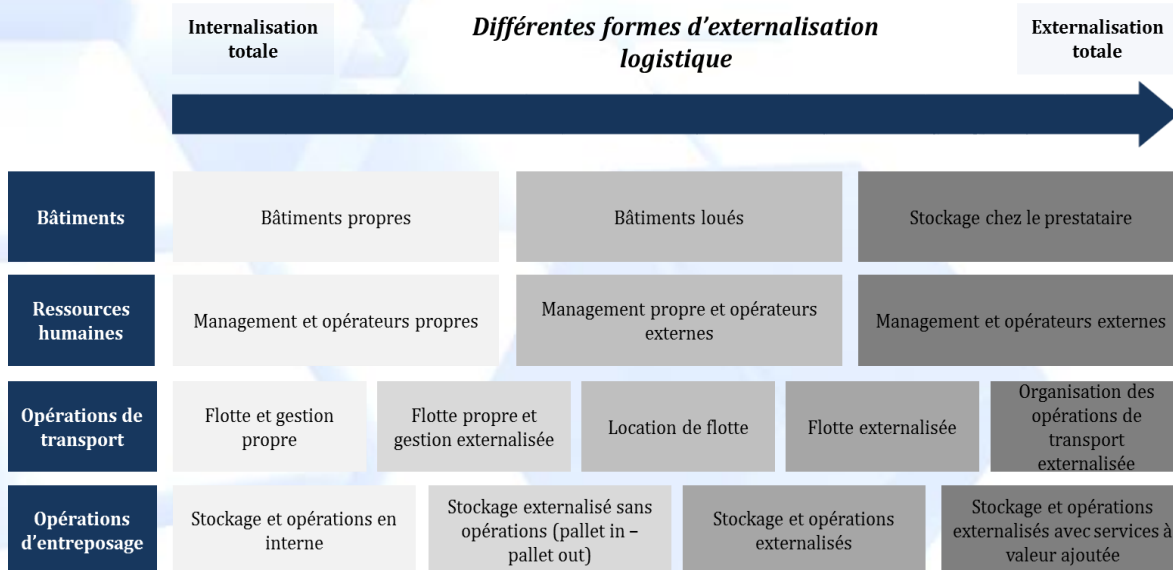 Internalisation
totale
Différentes formes d’externalisation
logistique
Externalisation
totale
Bâtiments
Bâtiments propres
Bâtiments loués
Stockage chez le prestataire
Ressources
humaines
Management et opérateurs propres
Management propre et opérateurs
externes
Management et opérateurs externes
Opérations de
transport
Flotte et gestion
propre
Flotte propre et
gestion externalisée
Location de flotte
Flotte externalisée
Organisation des
opérations de
transport
externalisée
Opérations
d’entreposage
Stockage et opérations en
interne
Stockage externalisé sans
opérations (pallet in –
pallet out)
Stockage et opérations
externalisés
Stockage et opérations
externalisés avec services à
valeur ajoutée